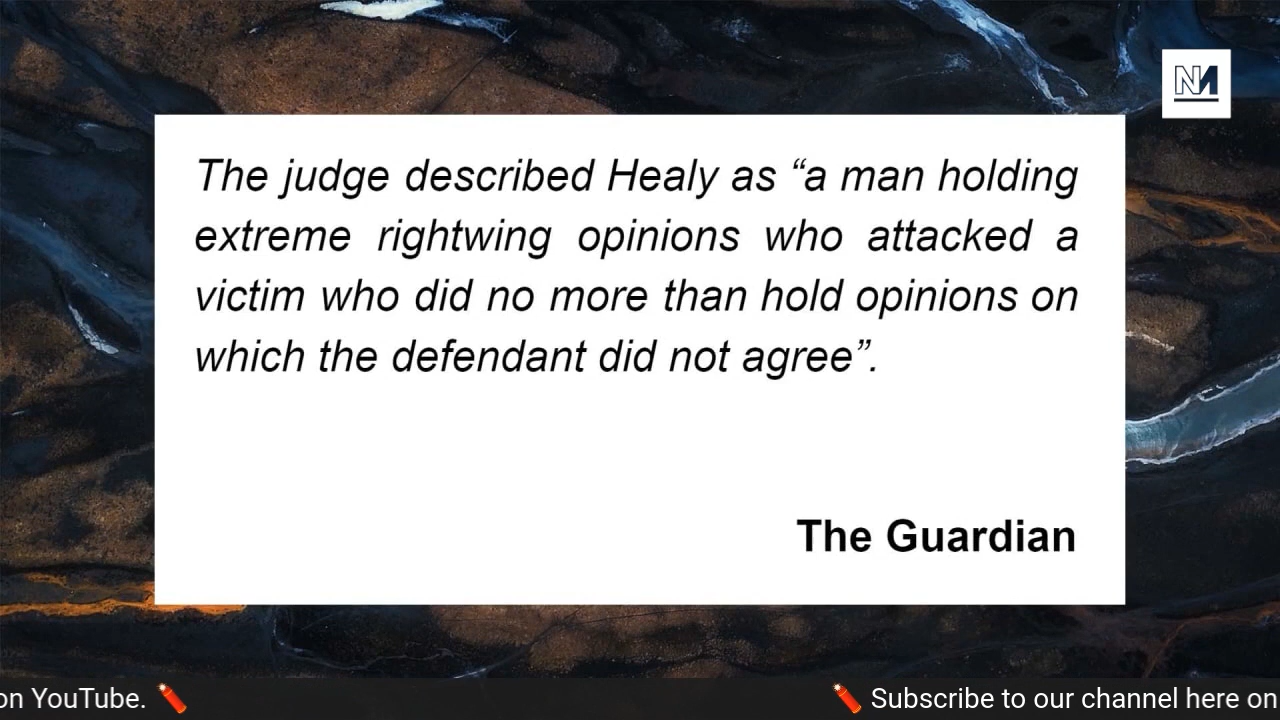 The judge described Healy as “a man holding
extreme rightwing opinions who attacked a
victim who did no more than hold opinions on
which the defendant did not agree”.
The Guardian
on YouTube. 🧨 🧨 Subscribe to our channel here on